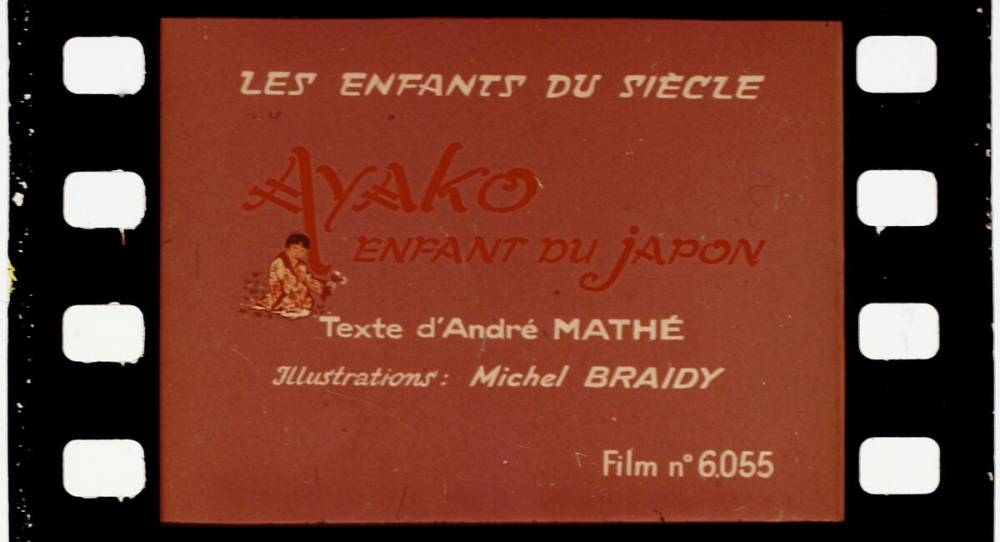 LES ENFANTS DU SIÈCLE
AYAKO
ENFANT DU jAPON
Texte d'André MATHÉ
Illustrations : Michel BRAIDY
Film n° 6.055